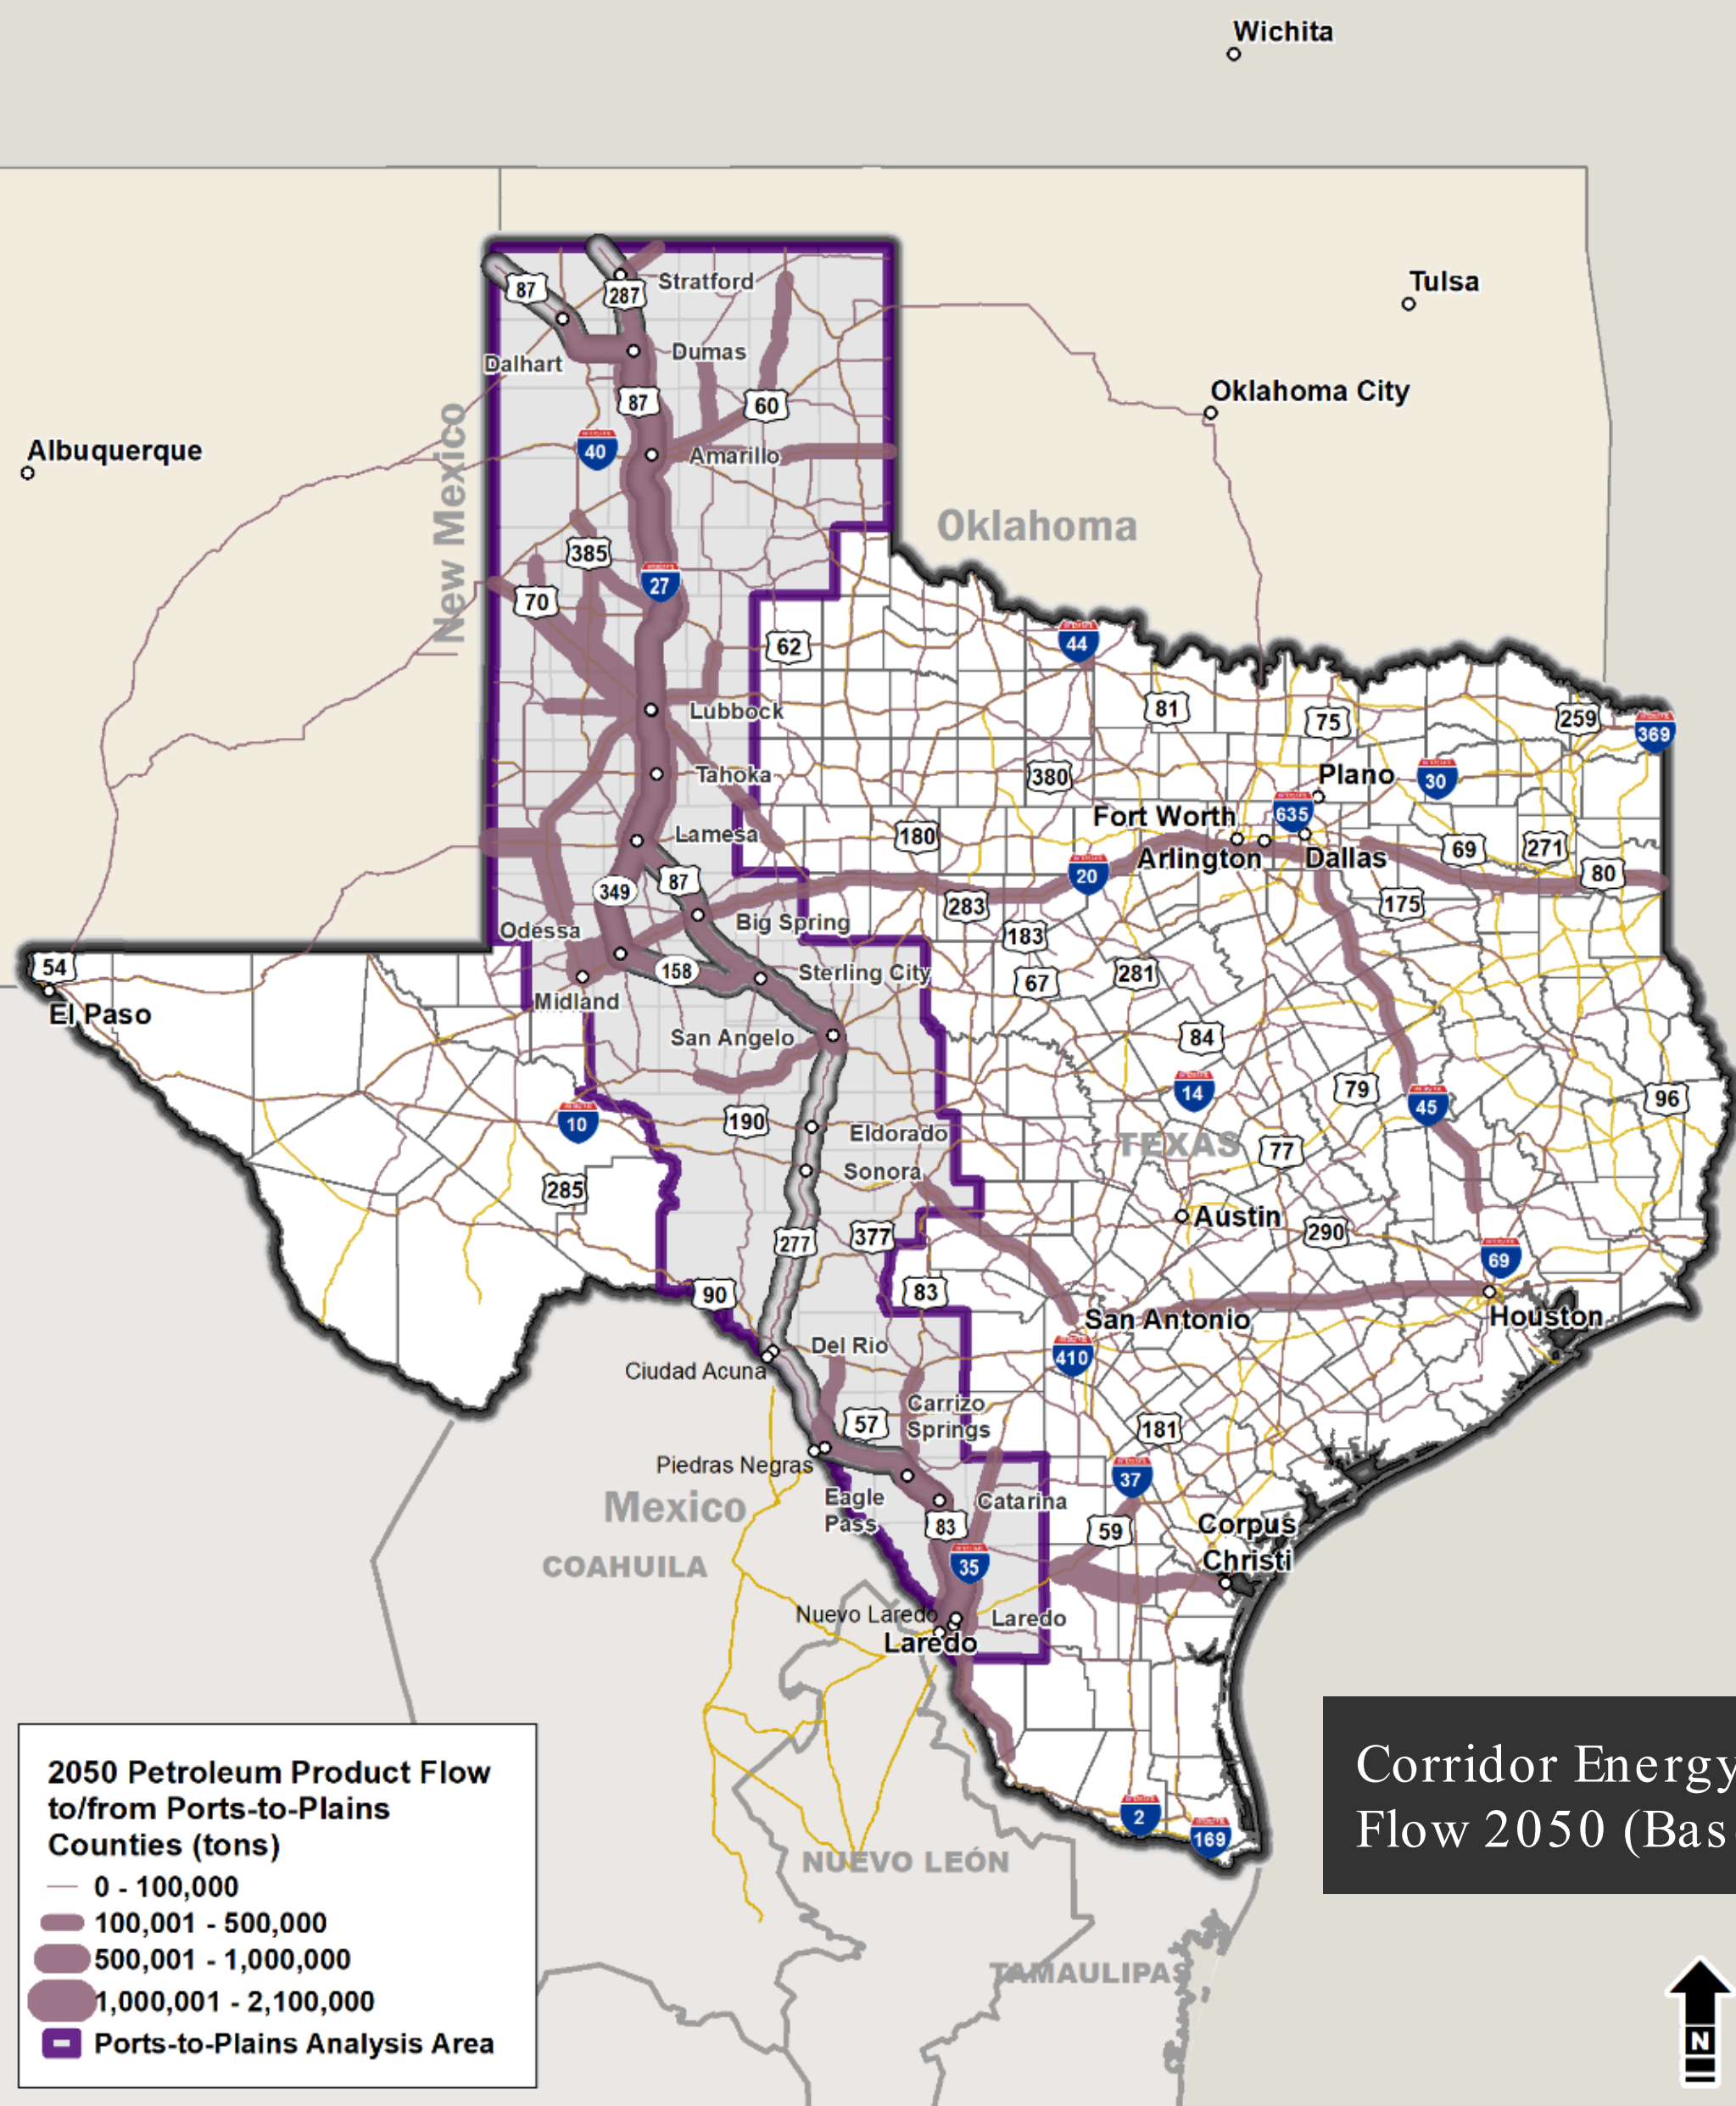 Wichita
Tulsa
Stratford
87
287
Dalhart
Dumas
87
60
Oklahoma City
Albuquerque
40
Amarillo
New Mexico
Oklahoma
385
27
70
62
44
Lubbock
81
75
259
369
Tahoka
380
Plano
30
635
Lamesa
180
Fort Worth
Arlington
Dallas
69
271
80
20
349
87
283
175
Odessa
Big Spring
183
54
158
Sterling City
67
281
El Paso
Midland
San Angelo
84
14
79
45
96
10
190
Eldorado
TEXAS
77
Sonora
285
277
377
Austin
290
69
90
83
San Antonio
Houston
Del Rio
410
Ciudad Acuna
Carrizo
Springs
57
181
Piedras Negras
37
Mexico
Eagle
Pass
Catarina
83
59
Corpus
Christi
COAHUILA
35
Nuevo Laredo
Laredo
Laredo
2
169
NUEVO LEÓN
TAMAULIPAS
2050 Petroleum Product Flow
to/from Ports-to-Plains
Counties (tons)
0 - 100,000
100,001 - 500,000
500,001 - 1,000,000
1,000,001 - 2,100,000
Ports-to-Plains Analysis Area
Corridor Energy
Flow 2050 (Bas
N